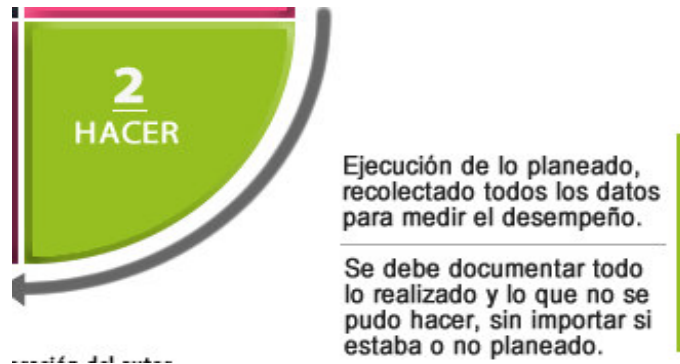 2
HACER
Ejecución de lo planeado,
recolectado todos los datos
para medir el desempeño.
Se debe documentar todo
lo realizado y lo que no se
pudo hacer, sin importar si
estaba o no planeado.